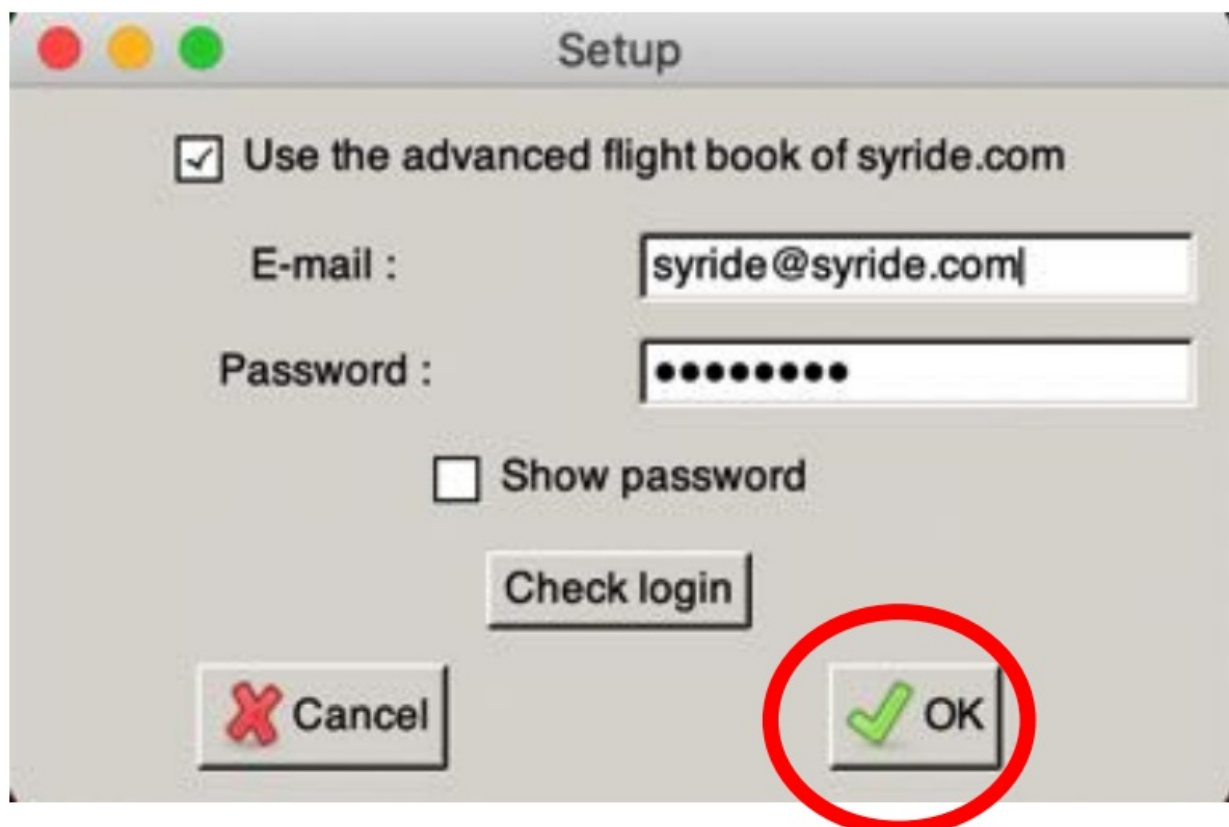 Setup
Use the advanced flight book of syride.com
E-mail :
syride@syride.com
Password :
●●●●●●●●
Show password
Check login
Cancel
OK